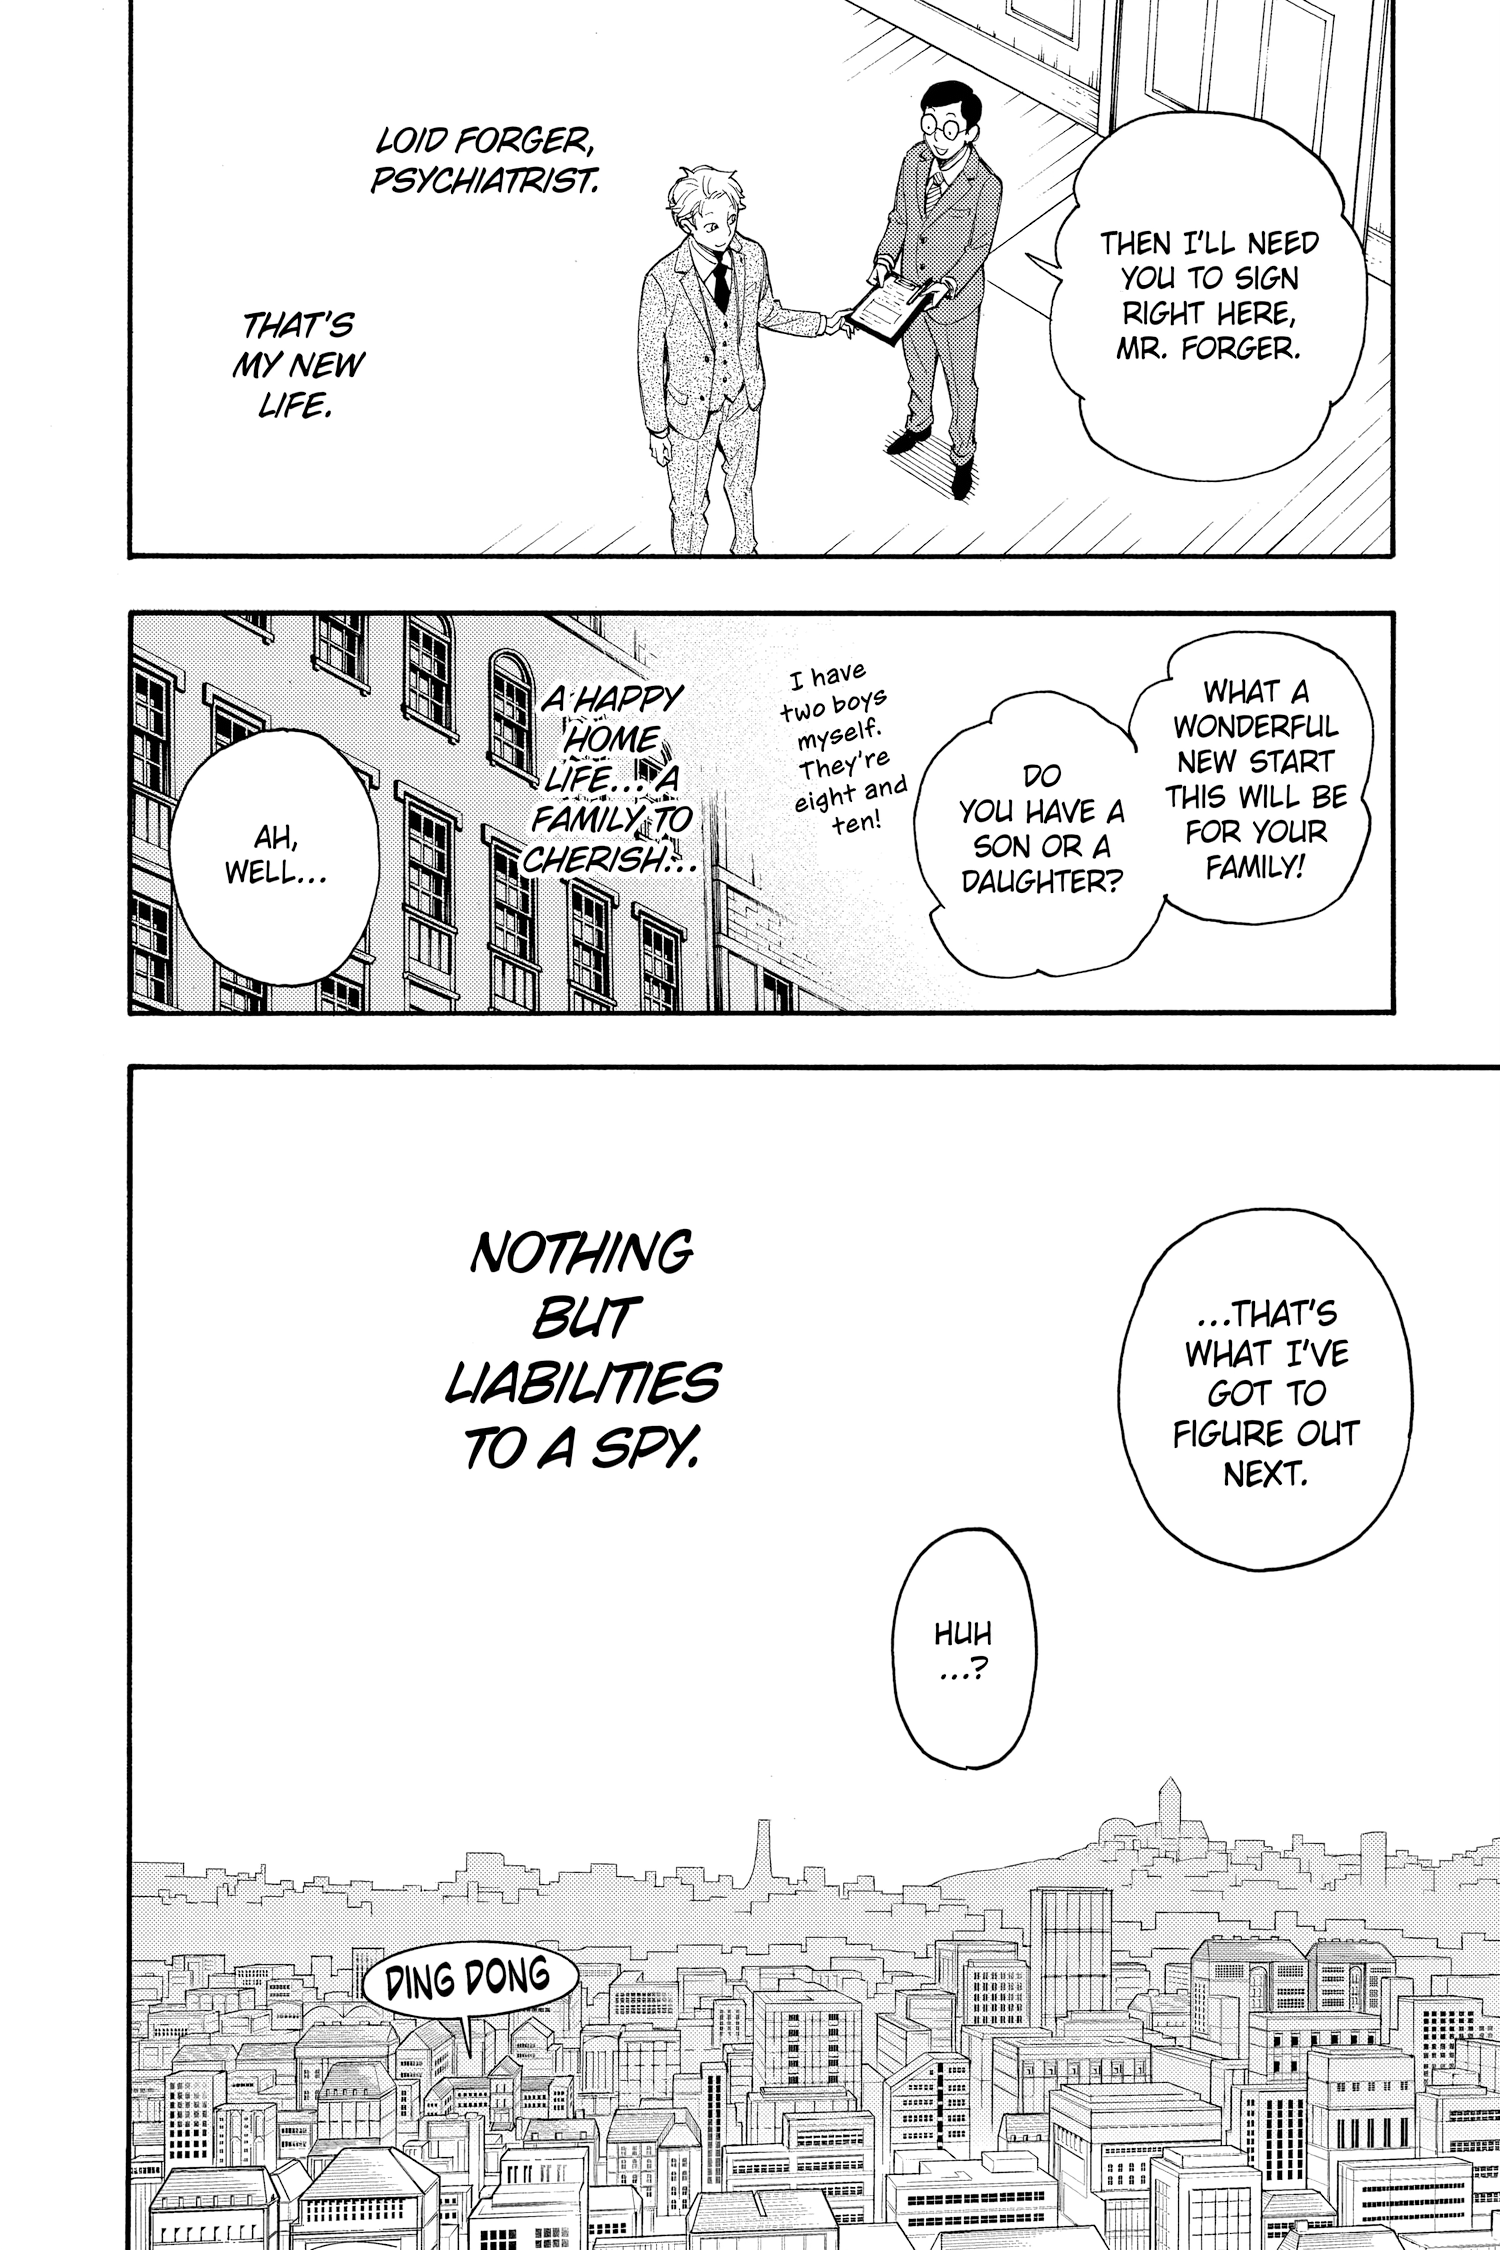 THEN I'LL NEED
YOU TO SIGN
RIGHT HERE,
MR. FORGER.
LOID FORGER,
PSYCHIATRIST.
THAT'S
MY NEW
LIFE.
WHAT A
WONDERFUL
NEW START
THIS WILL BE
FOR YOUR
FAMILY!
DO
YOU HAVE A
SON OR A
DAUGHTER?
I have
two boys
myself.
They're
eight and
ten!
A HAPPY
HOME
LIFE... A
FAMILY TO
CHERISH...
AH,
WELL...
...THAT'S
WHAT I'VE
GOT TO
FIGURE OUT
NEXT.
HUH
...?
NOTHING
BUT
LIABILITIES
TO A SPY.
DING DONG